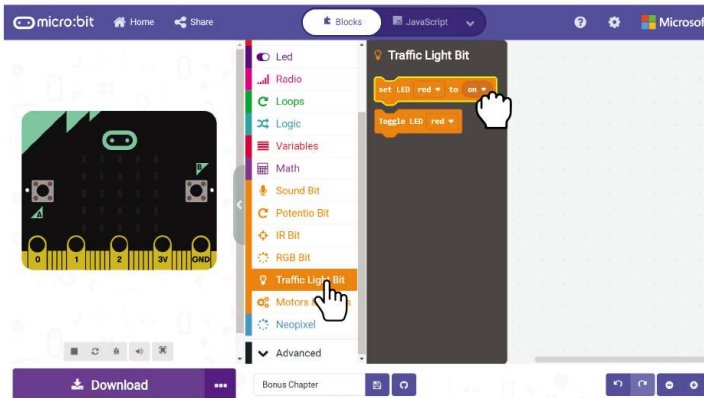 micro:bit Home Share Blocks JavaScript Microsof
Led
Radio
Loops
Logic
Variables
Math
Sound Bit
Potentio Bit
IR Bit
RGB Bit
Traffic Light Bit
Motors
Neopixel
Advanced
Traffic Light Bit
set LED red to on
Toggle LED red
A
B
0 1 2 3V GND
Download
Bonus Chapter